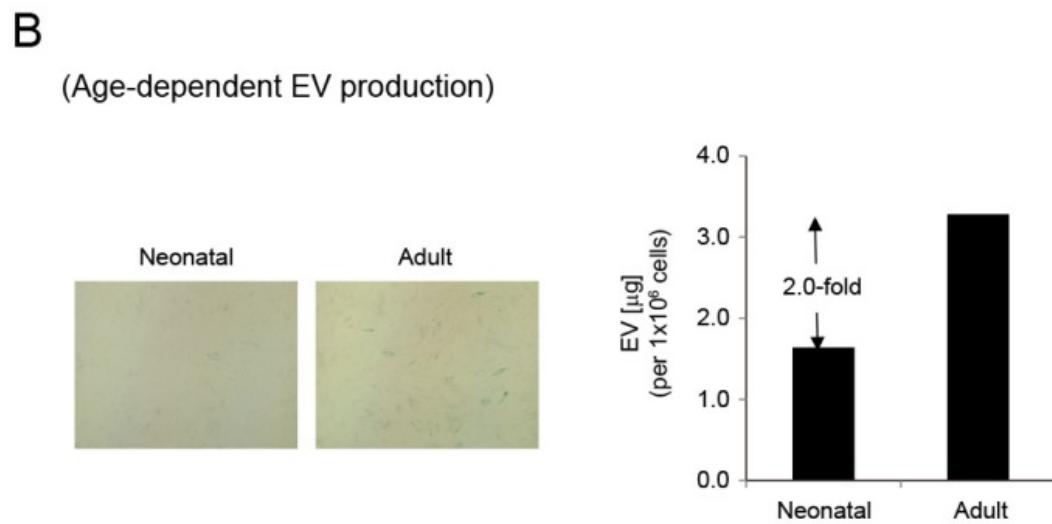 B
(Age-dependent EV production)
Neonatal
Adult
EV [µg]
(per 1x10⁶ cells)
4.0
3.0
2.0
1.0
0.0
2.0-fold
Neonatal
Adult